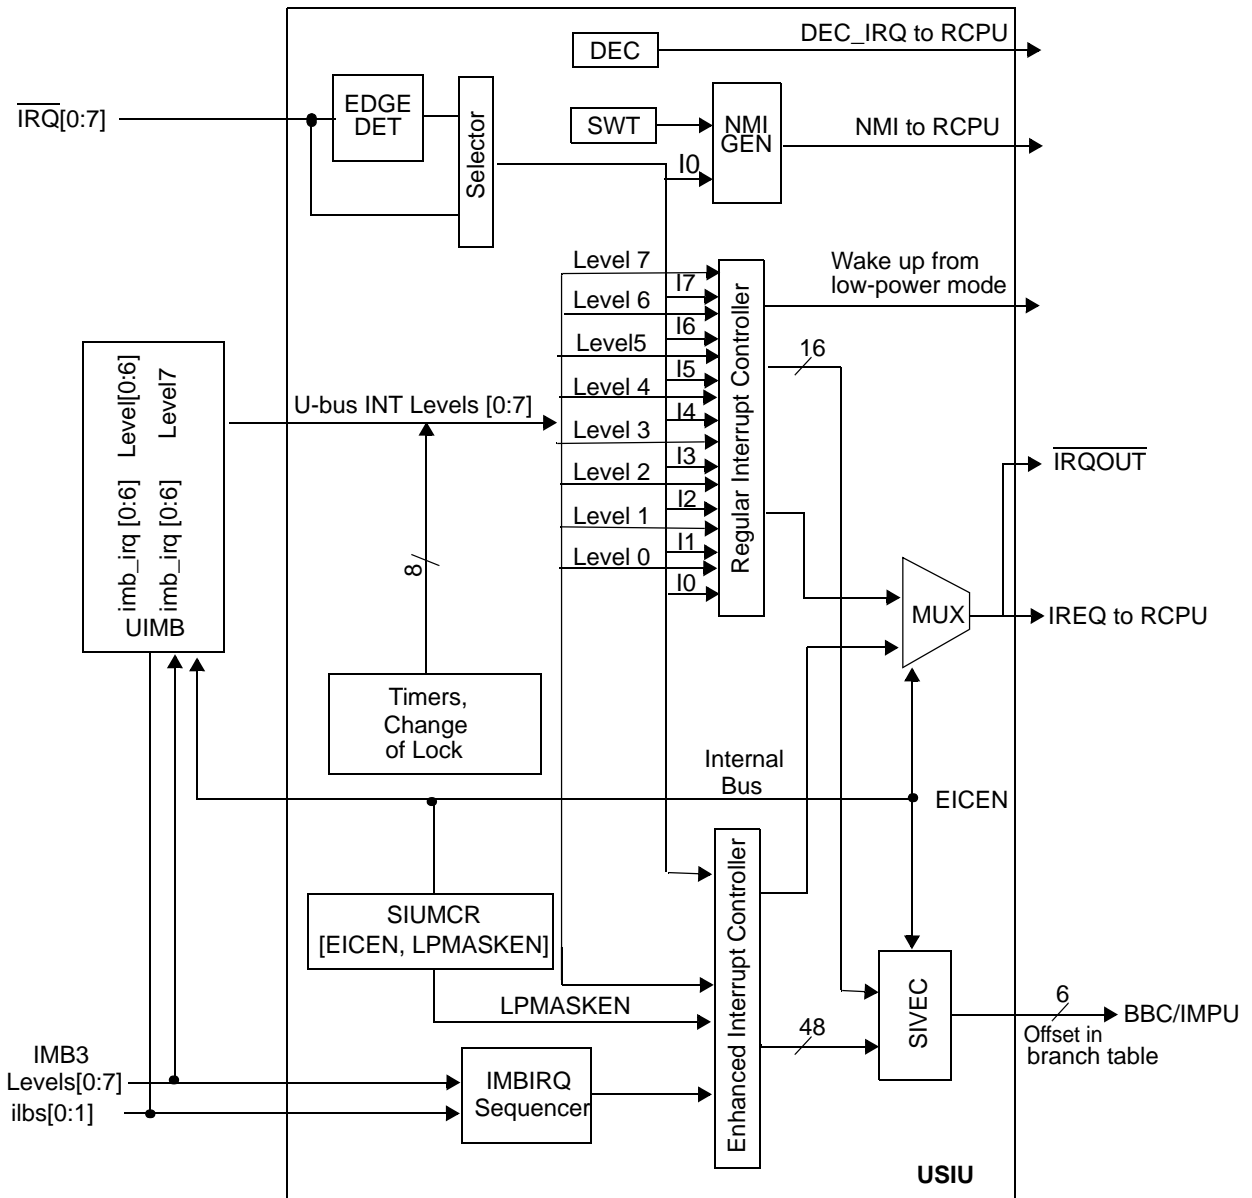 DEC_IRQ to RCPU
DEC
IRQ[0:7]
EDGE
DET
Selector
SWT
NMI
GEN
NMI to RCPU
I0
Level 7
I7
Level 6
I6
Level5
I5
Level 4
I4
Level 3
I3
Level 2
I2
Level 1
I1
Level 0
I0
Regular Interrupt Controller
Wake up from
low-power mode
16
Level[0:6]
Level7
imb_irq [0:6]
imb_irq [0:6]
UIMB
U-bus INT Levels [0:7]
8
IRQOUT
MUX
IREQ to RCPU
Timers,
Change
of Lock
Internal
Bus
EICEN
SIUMCR
[EICEN, LPMASKEN]
LPMASKEN
Enhanced Interrupt Controller
48
SIVEC
6
BBC/IMPU
Offset in
branch table
IMB3
Levels[0:7]
ilbs[0:1]
IMBIRQ
Sequencer
USIU